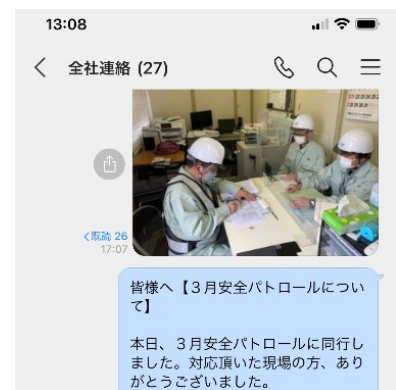 13:08
全社連絡 (27)
既読 26
17:07
皆様へ【３月安全パトロールについ
て】
本日、３月安全パトロールに同行し
ました。対応頂いた現場の方、あり
がとうございました。